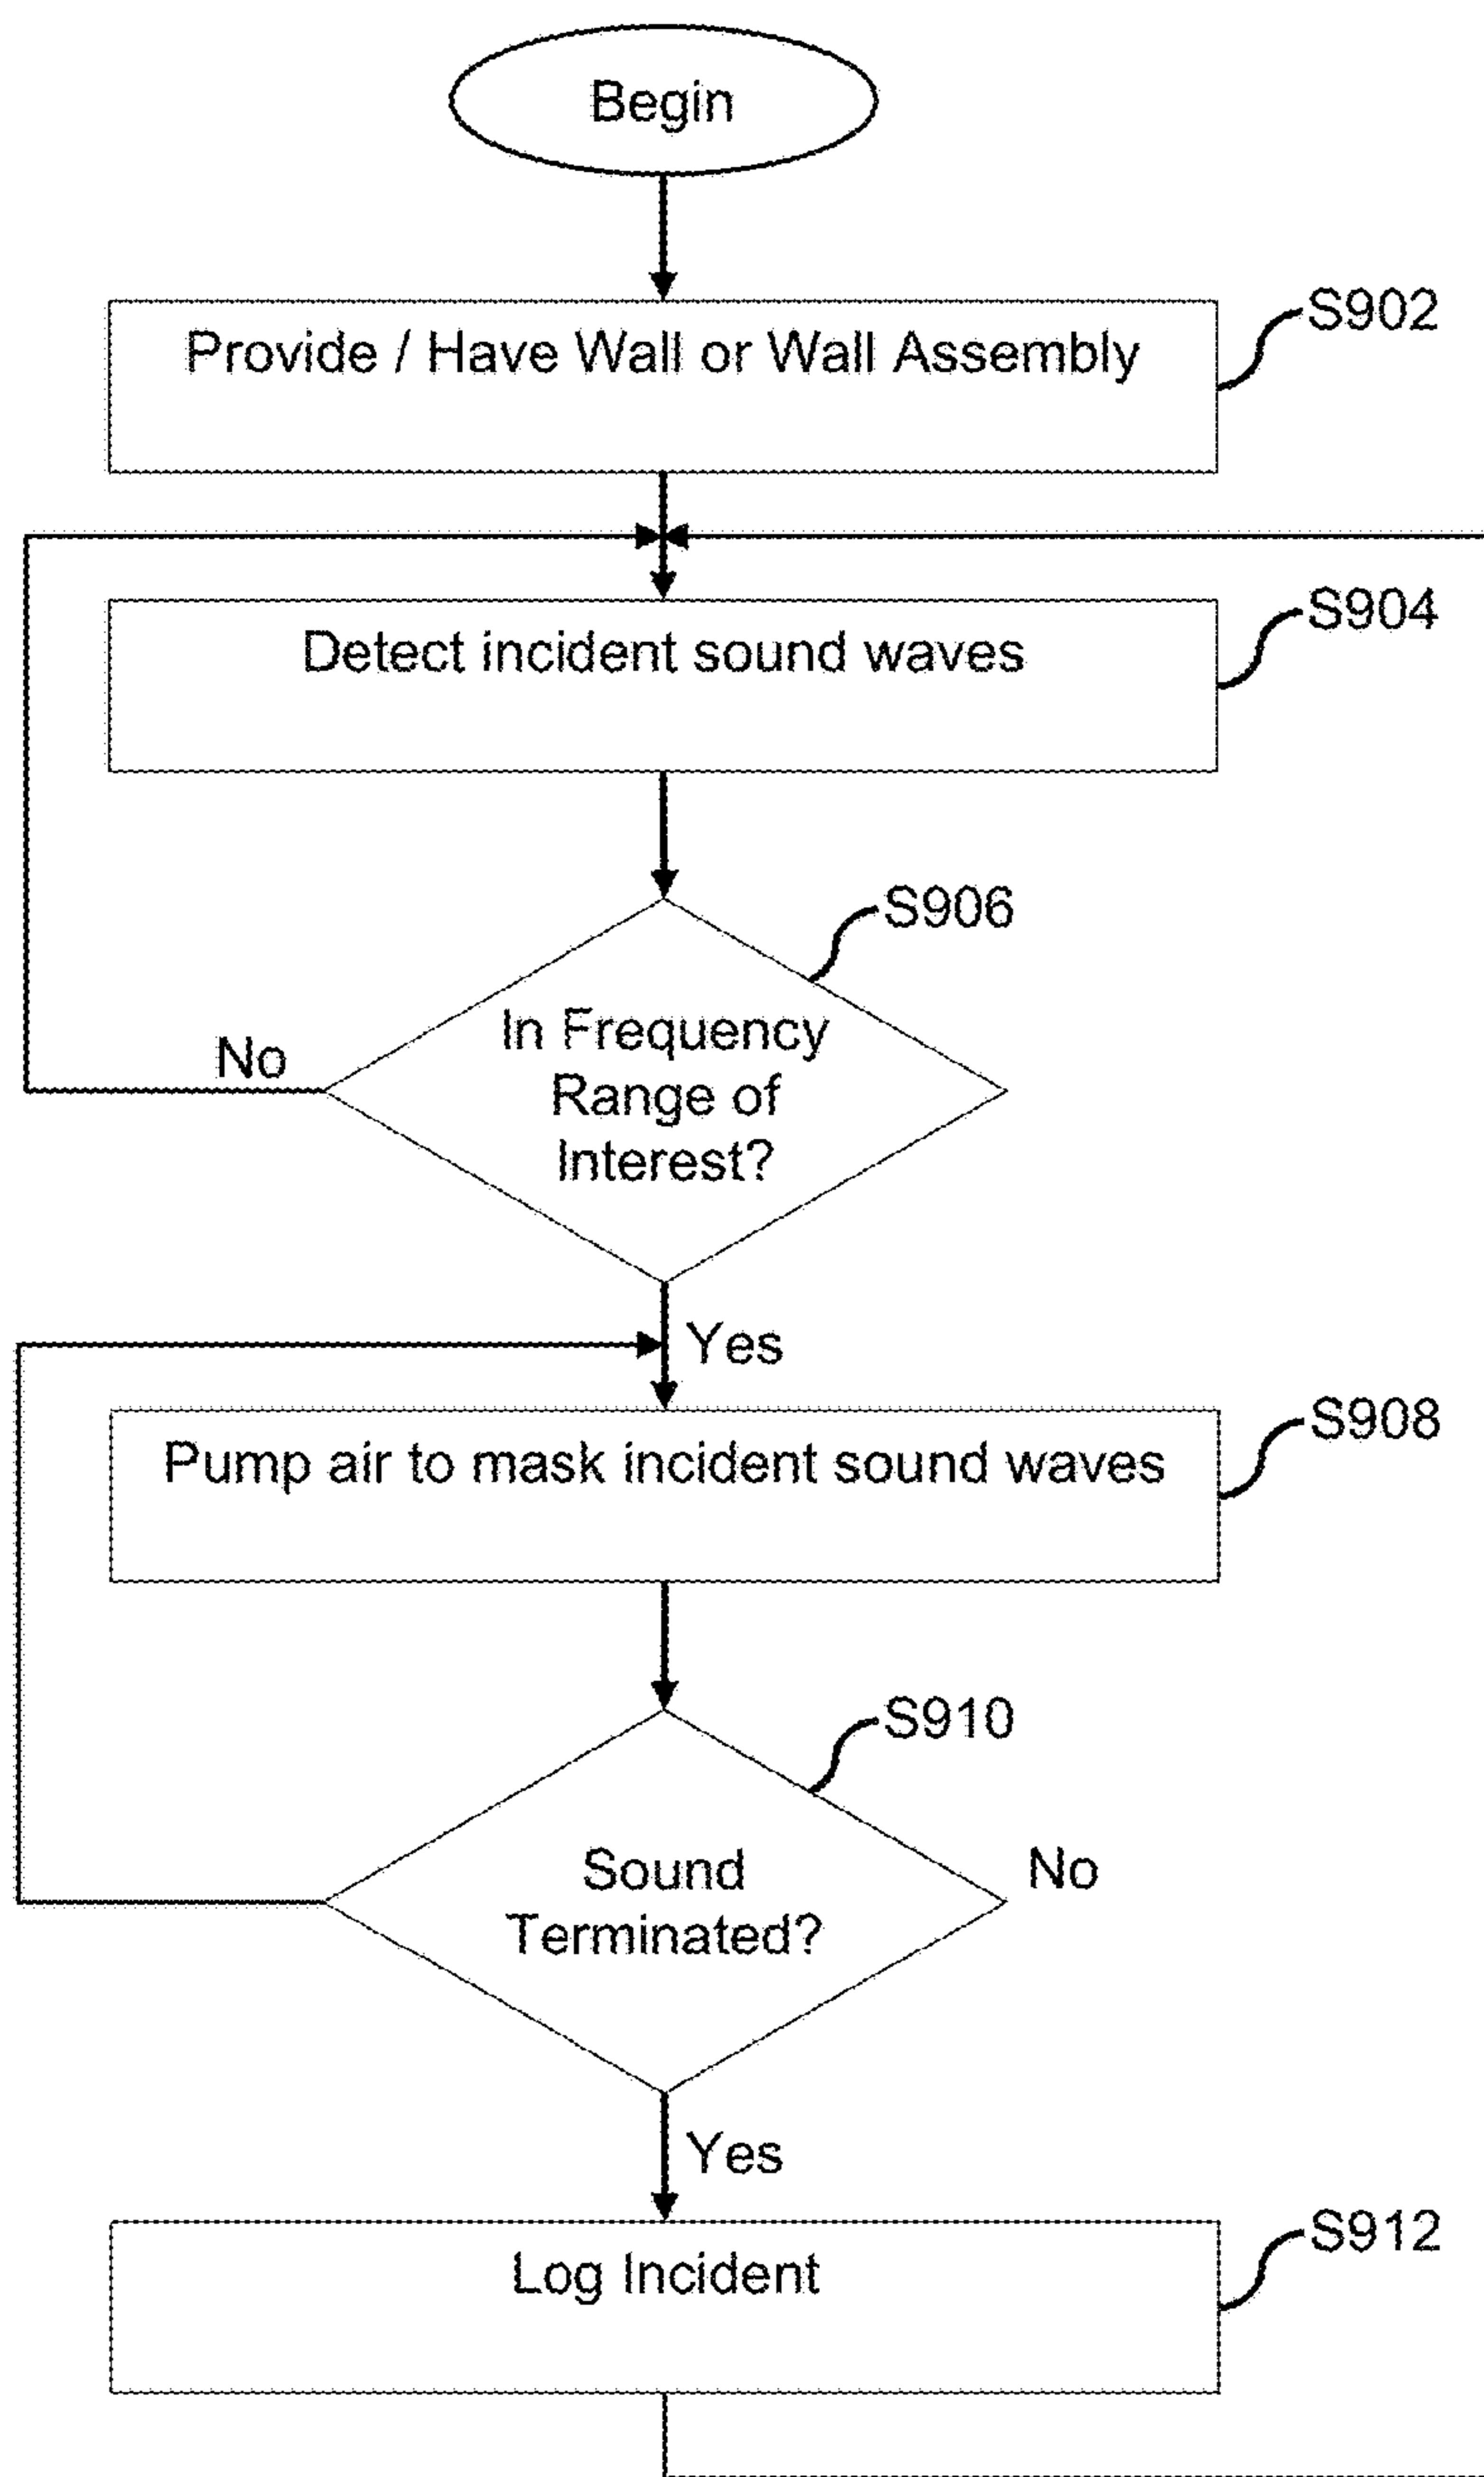 Begin
Provide / Have Wall or Wall Assembly
S902
Detect incident sound waves
S904
S906
In Frequency
Range of
Interest?
No
Yes
Pump air to mask incident sound waves
S908
S910
Sound
Terminated?
No
Yes
Log Incident
S912